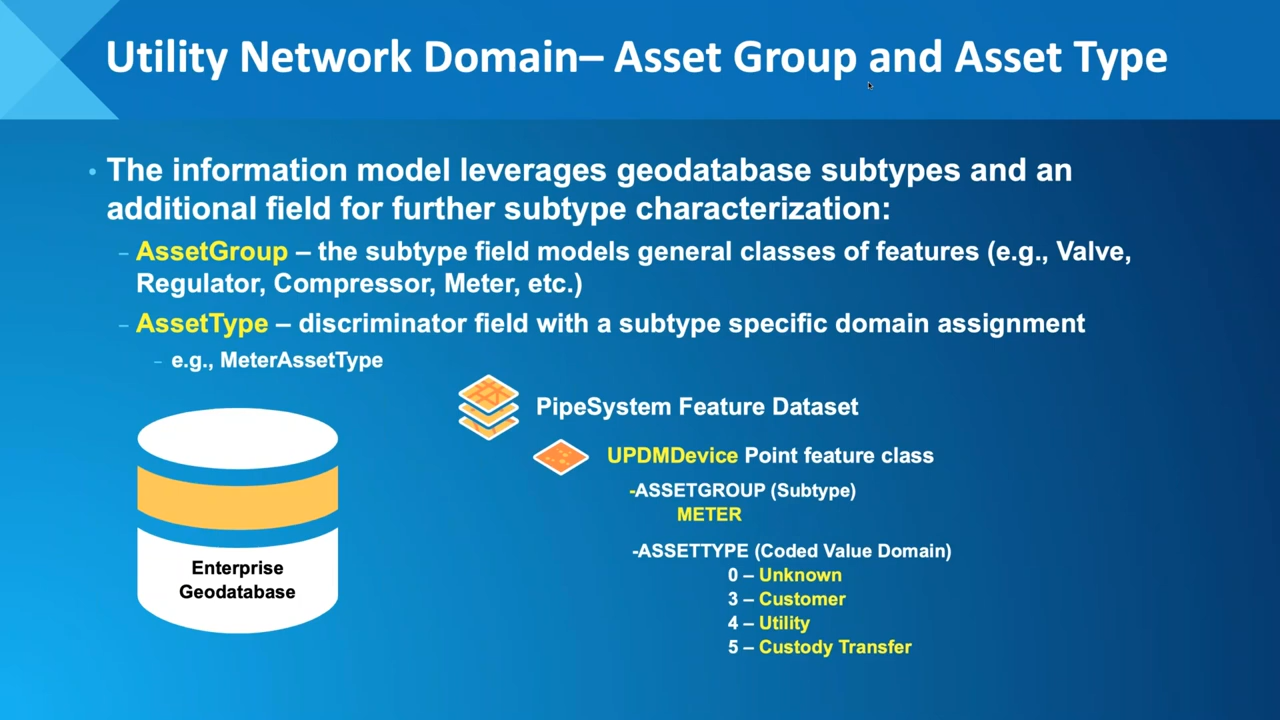 Utility Network Domain– Asset Group and Asset Type
• The information model leverages geodatabase subtypes and an
additional field for further subtype characterization:
– AssetGroup – the subtype field models general classes of features (e.g., Valve,
Regulator, Compressor, Meter, etc.)
– AssetType – discriminator field with a subtype specific domain assignment
– e.g., MeterAssetType
PipeSystem Feature Dataset
UPDMDevice Point feature class
-ASSETGROUP (Subtype)
METER
-ASSETTYPE (Coded Value Domain)
0 – Unknown
3 – Customer
4 – Utility
5 – Custody Transfer
Enterprise
Geodatabase